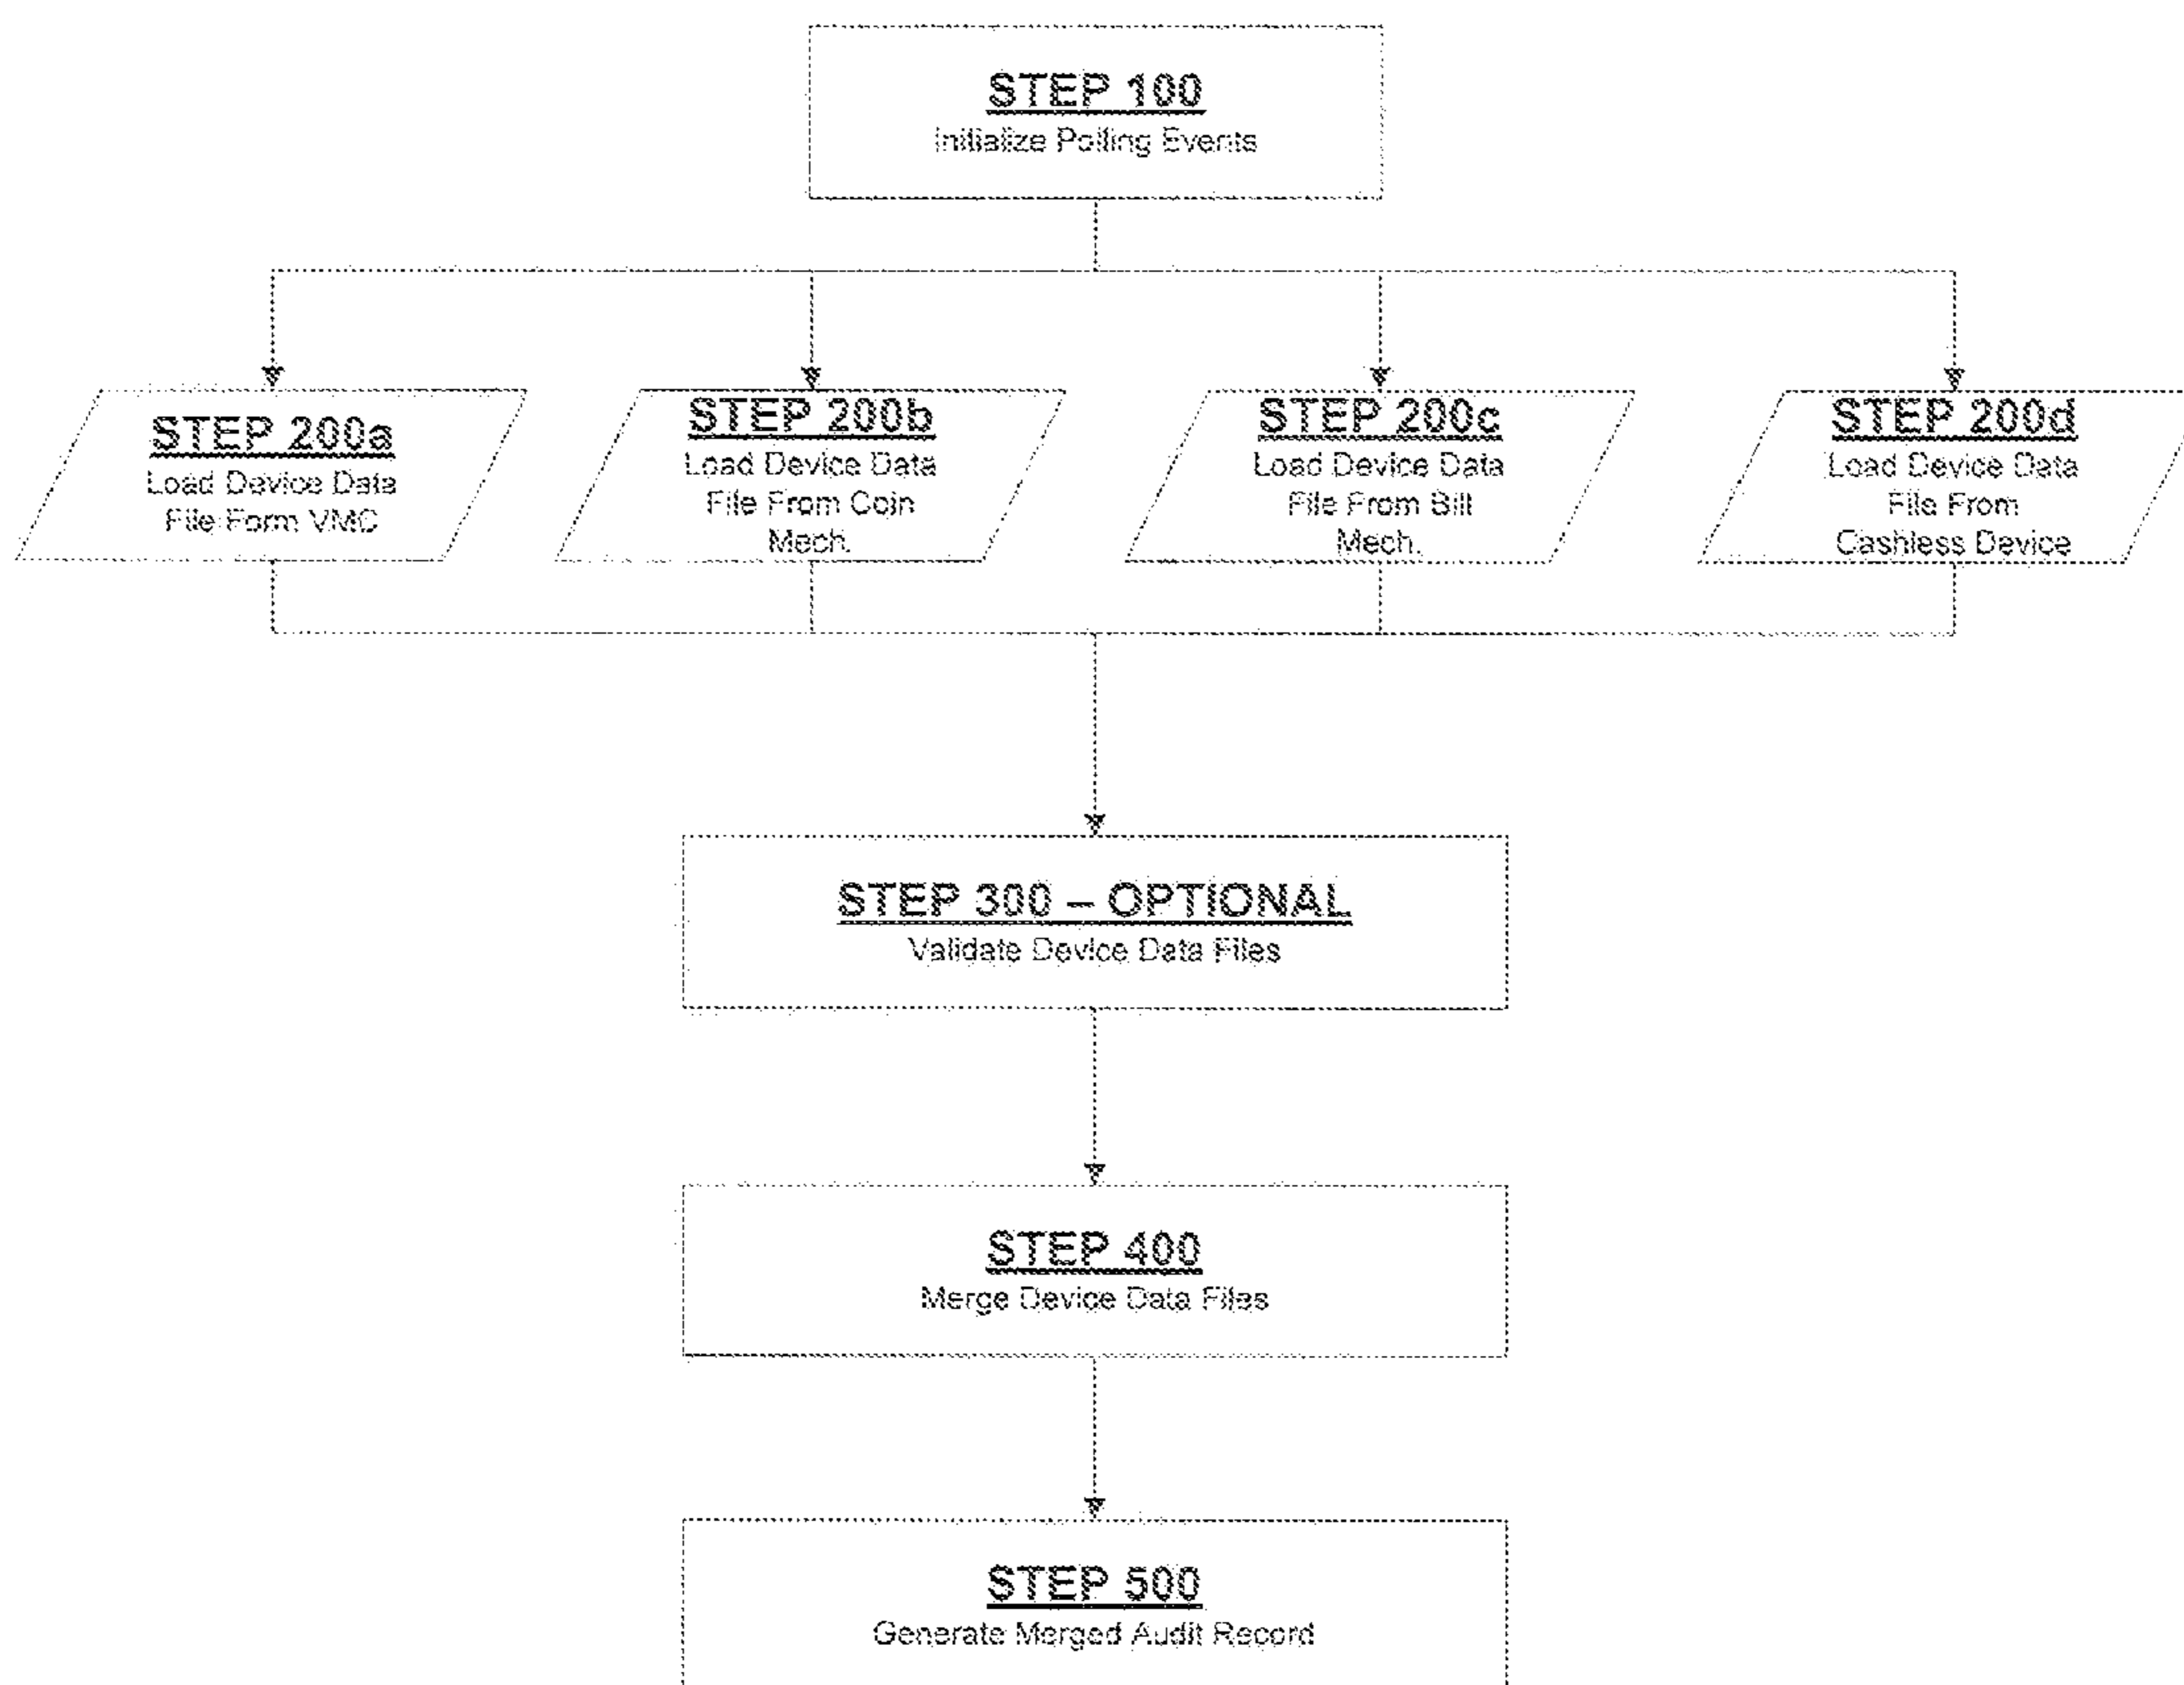 STEP 100
Initialize Polling Events
STEP 200a
Load Device Data
File Form VMC
STEP 200b
Load Device Data
File From Coin
Mech.
STEP 200c
Load Device Data
File From Bill
Mech.
STEP 200d
Load Device Data
File From
Cashless Device
STEP 300 – OPTIONAL
Validate Device Data Files
STEP 400
Merge Device Data Files
STEP 500
Generate Merged Audit Record